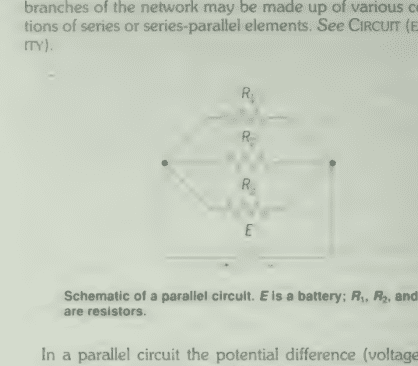 branches of the network may be made up of various c
tions of series or series-parallel elements. See CIRCUIT (E
ITY).
R₁
R₂
R
E
Schematic of a parallel circuit. E is a battery; R₁, R₂, and
are resistors.
In a parallel circuit the potential difference (voltage